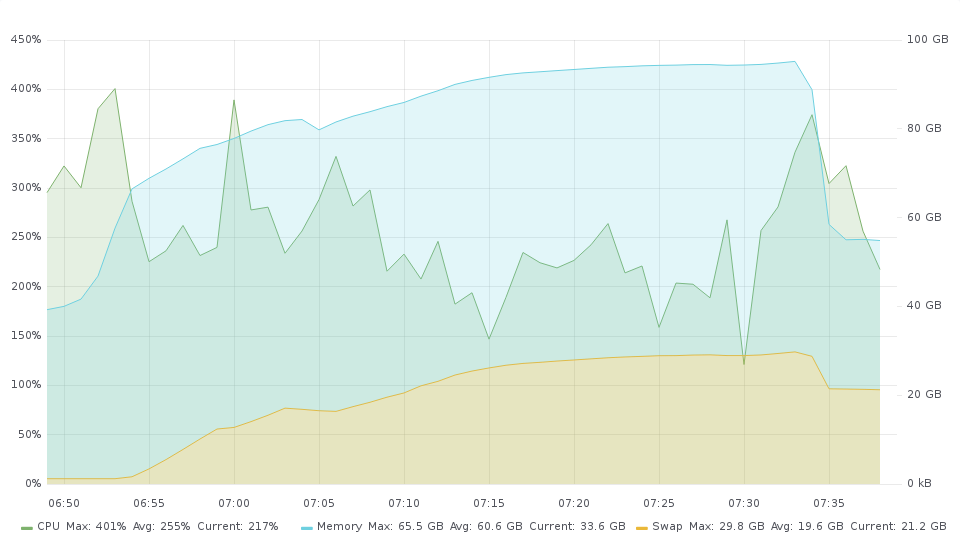 450% 100 GB
400%
350% 80 GB
300%
250% 60 GB
200% 40 GB
150%
100% 20 GB
50%
0% 0 kB
06:50 06:55 07:00 07:05 07:10 07:15 07:20 07:25 07:30 07:35
CPU Max: 401% Avg: 255% Current: 217% Memory Max: 65.5 GB Avg: 60.6 GB Current: 33.6 GB Swap Max: 29.8 GB Avg: 19.6 GB Current: 21.2 GB